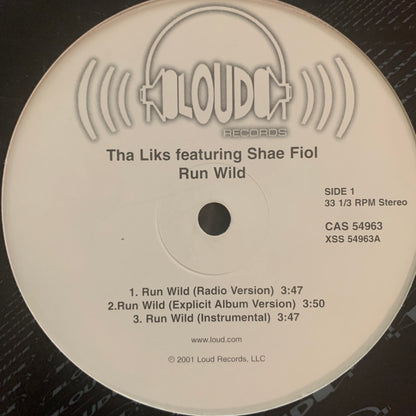 LOUD
RECORDS
Tha Liks featuring Shae Fiol
Run Wild
SIDE 1
33 1/3 RPM Stereo
CAS 54963
XSS 54963A
1. Run Wild (Radio Version) 3:47
2.Run Wild (Explicit Album Version) 3:50
3. Run Wild (Instrumental) 3:47
www.loud.com
© 2001 Loud Records, LLC
LOUD